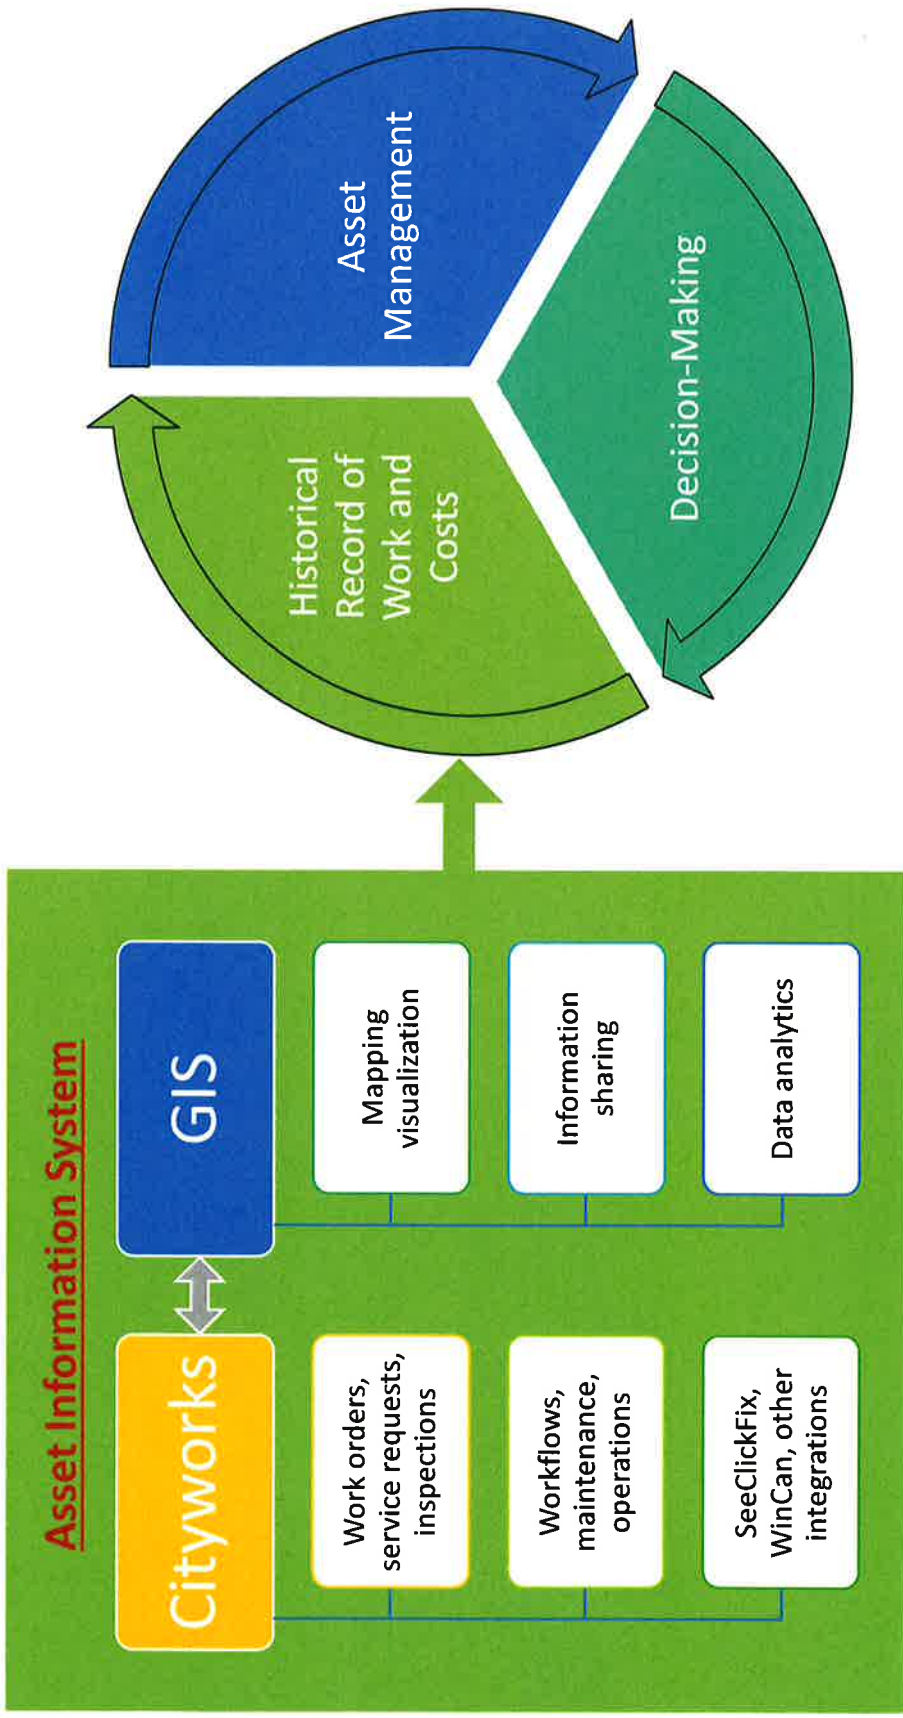 Asset Information System
Cityworks
Work orders,
service requests,
inspections
Workflows,
maintenance,
operations
SeeClickFix,
WinCan, other
integrations
GIS
Mapping
visualization
Information
sharing
Data analytics
Historical
Record of
Work and
Costs
Asset
Management
Decision-Making